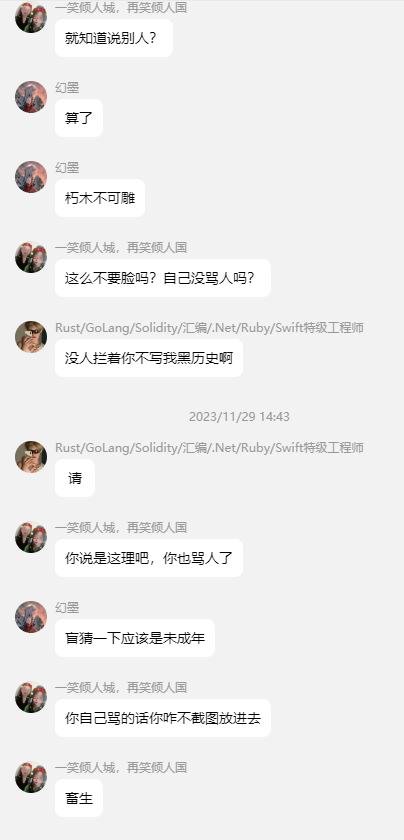 一笑倾人城，再笑倾人国
就知道说别人？
幻墨
算了
幻墨
朽木不可雕
一笑倾人城，再笑倾人国
这么不要脸吗？自己没骂人吗？
Rust/GoLang/Solidity/汇编/.Net/Ruby/Swift特级工程师
没人拦着你不写我黑历史啊
2023/11/29 14:43
Rust/GoLang/Solidity/汇编/.Net/Ruby/Swift特级工程师
请
一笑倾人城，再笑倾人国
你说是这理吧，你也骂人了
幻墨
盲猜一下应该是未成年
一笑倾人城，再笑倾人国
你自己骂的话你咋不截图放进去
一笑倾人城，再笑倾人国
畜生